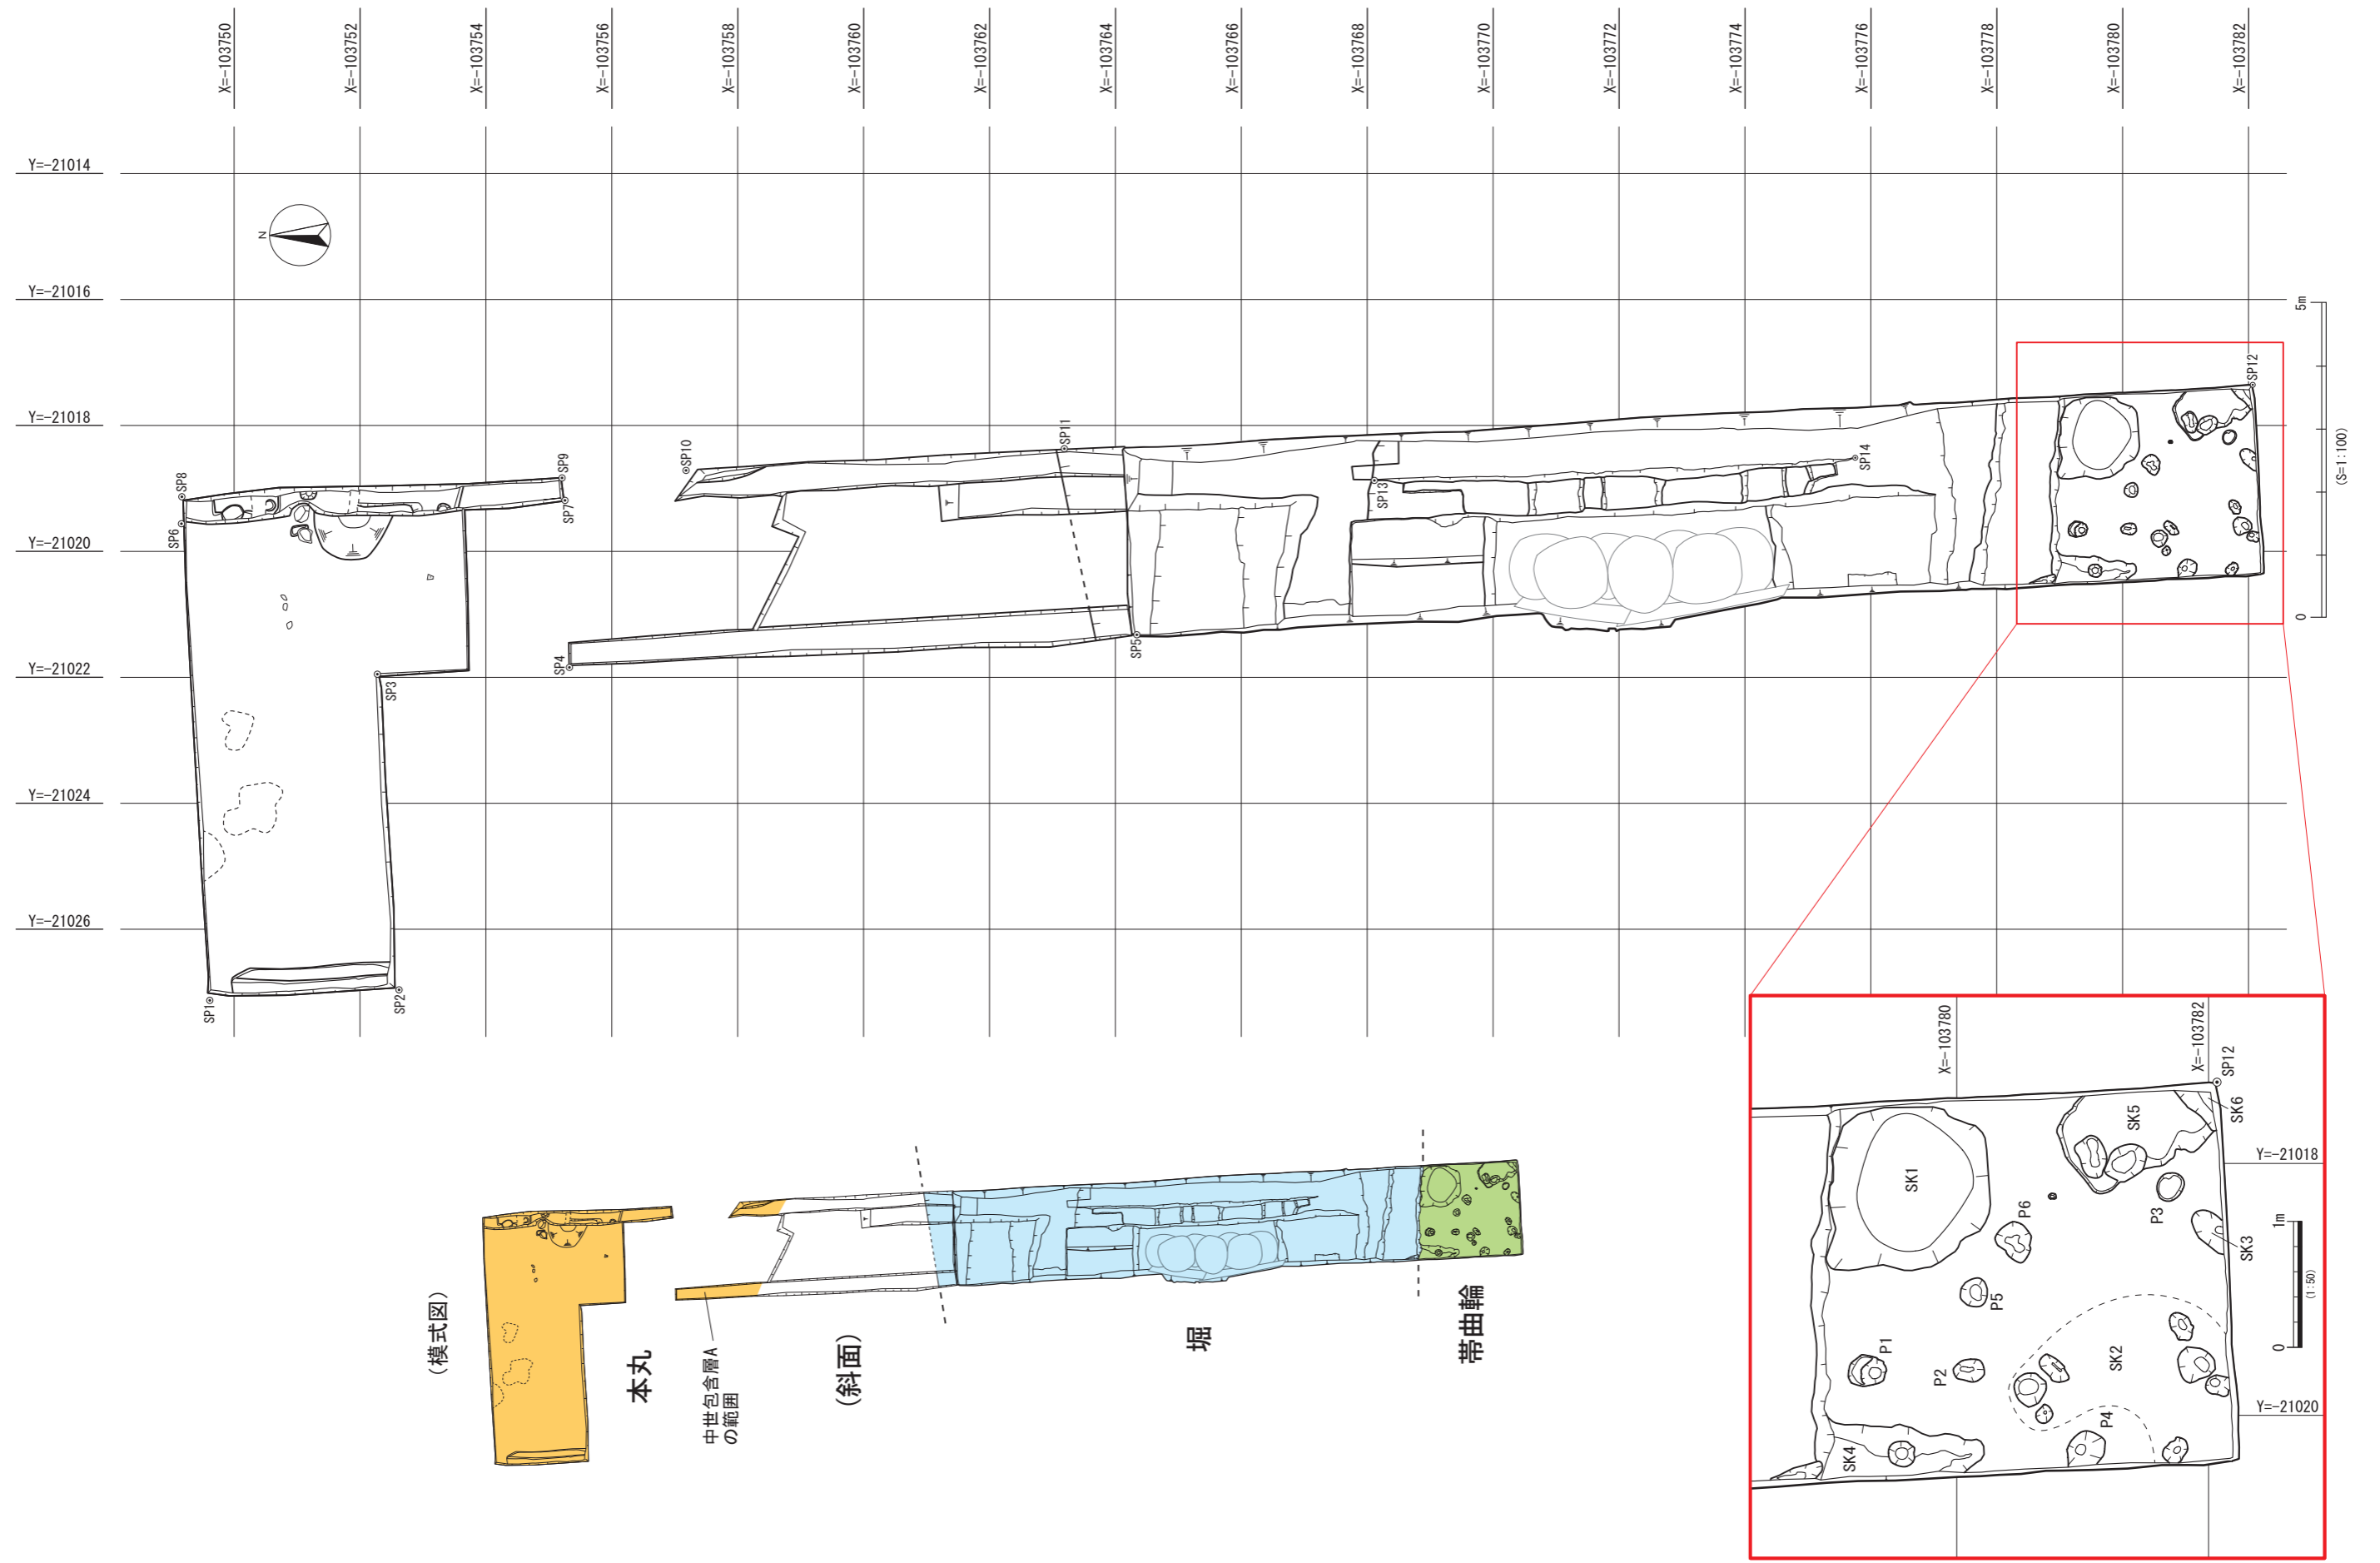 X=-103750
X=-103752
X=-103754
X=-103756
X=-103758
X=-103760
X=-103762
X=-103764
X=-103766
X=-103768
X=-103770
X=-103772
X=-103774
X=-103776
X=-103778
X=-103780
X=-103782
Y=-21014
Y=-21016
Y=-21018
Y=-21020
Y=-21022
Y=-21024
Y=-21026
N
SP8
SP6
SP9
SP7
SP10
SP11
SP4
SP5
SP3
SP13
SP14
SP12
SP1
SP2
5m
0
(S=1:100)
(模式図)
本丸
中世包含層A
の範囲
(斜面)
堀
帯曲輪
X=-103780
X=-103782
SP12
SK6
SK5
SK1
Y=-21018
P6
P3
SK3
P5
P1
P2
SK2
P4
SK4
Y=-21020
1m
0
(1:50)